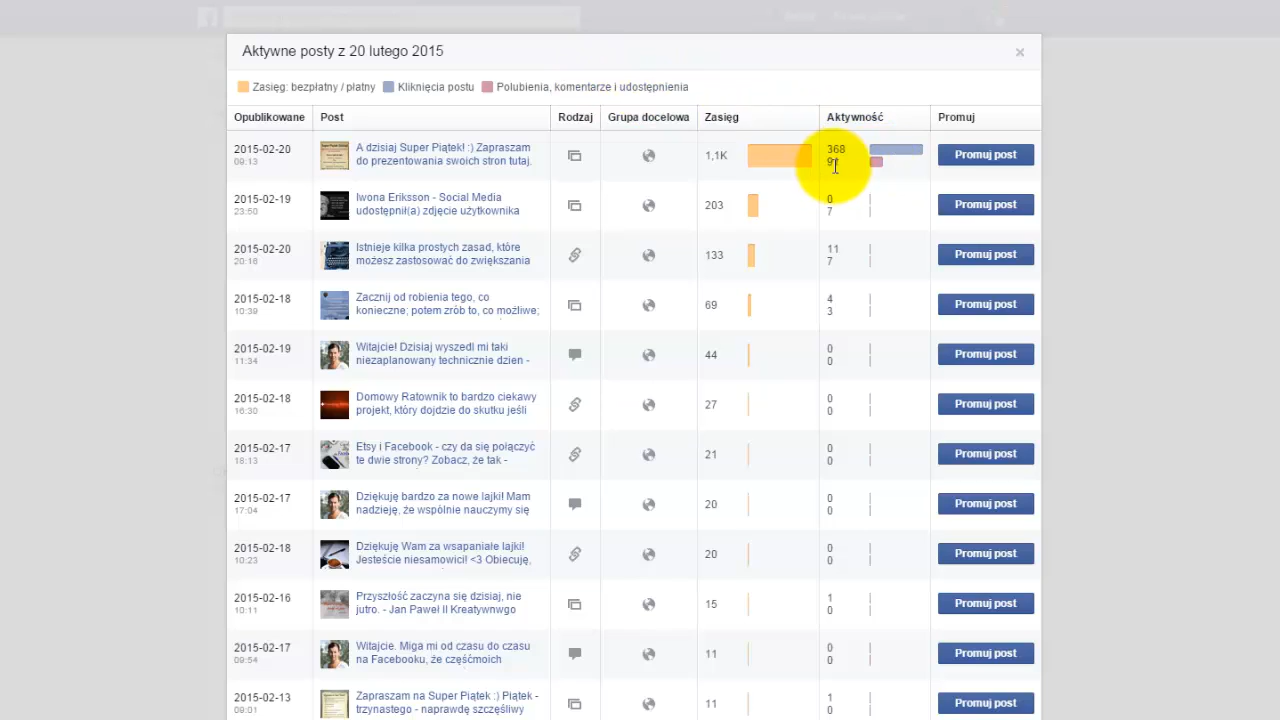 Aktywne posty z 20 lutego 2015
Zasięg: bezpłatny / płatny Kliknięcia postu Polubienia, komentarze i udostępnienia
Opublikowane Post Rodzaj Grupa docelowa Zasięg Aktywność Promuj
2015-02-20 09:13
A dzisiaj Super Piątek! :) Zapraszam
do prezentowania swoich stron tutaj.
1,1K
368
Promuj post
2015-02-19 23:50
Iwona Eriksson - Social Media
udostępnił(a) zdjęcie użytkownika
203
0
7
Promuj post
2015-02-20 20:16
Istnieje kilka prostych zasad, które
możesz zastosować do zwiększania
133
11
7
Promuj post
2015-02-18 10:39
Zacznij od robienia tego, co
konieczne; potem zrób to, co możliwe;
69
4
3
Promuj post
2015-02-19 11:34
Witajcie! Dzisiaj wyszedl mi taki
niezaplanowany technicznie dzien -
44
0
0
Promuj post
2015-02-18 16:30
Domowy Ratownik to bardzo ciekawy
projekt, który dojdzie do skutku jeśli
27
0
0
Promuj post
2015-02-17 18:13
Etsy i Facebook - czy da się połączyć
te dwie strony? Zobacz, że tak -
21
0
0
Promuj post
2015-02-17 17:04
Dziękuję bardzo za nowe lajki! Mam
nadzieję, że wspólnie nauczymy się
20
0
0
Promuj post
2015-02-18 10:23
Dziękuję Wam za wsapaniałe lajki!
Jesteście niesamowici! <3 Obiecuję,
20
0
0
Promuj post
2015-02-16 10:11
Przyszłość zaczyna się dzisiaj, nie
jutro. - Jan Paweł II Kreatywnwgo
15
1
0
Promuj post
2015-02-17 09:54
Witajcie. Miga mi od czasu do czasu
na Facebooku, że częśćmoich
11
0
0
Promuj post
2015-02-13 09:01
Zapraszam na Super Piątek :) Piątek -
trzynastego - naprawdę szczęśliwy
11
1
0
Promuj post